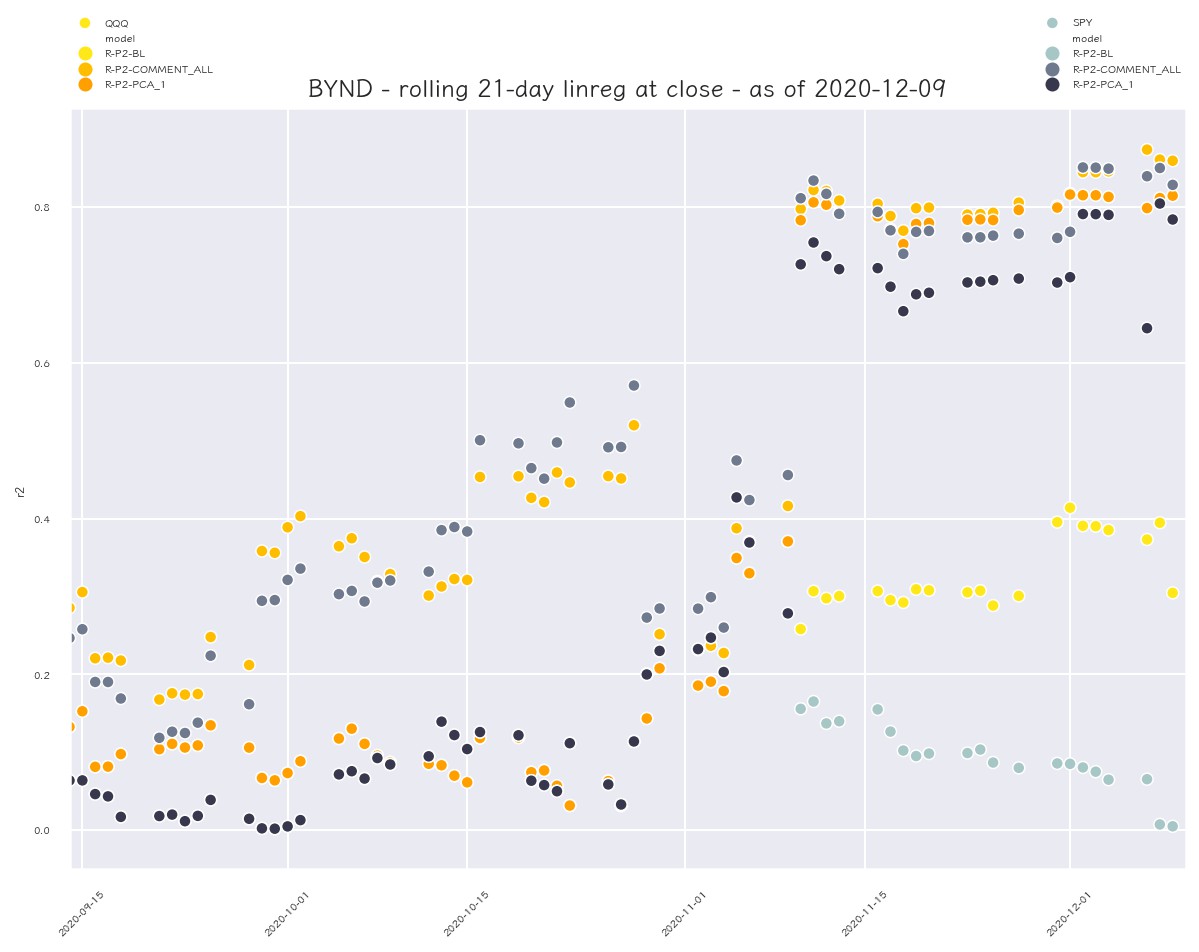 QQQ
model
R-P2-BL
R-P2-COMMENT_ALL
R-P2-PCA_1
SPY
model
R-P2-BL
R-P2-COMMENT_ALL
R-P2-PCA_1
BYND - rolling 21-day linreg at close - as of 2020-12-09
r2
0.8
0.6
0.4
0.2
0.0
2020-09-15
2020-10-01
2020-10-15
2020-11-01
2020-11-15
2020-12-01